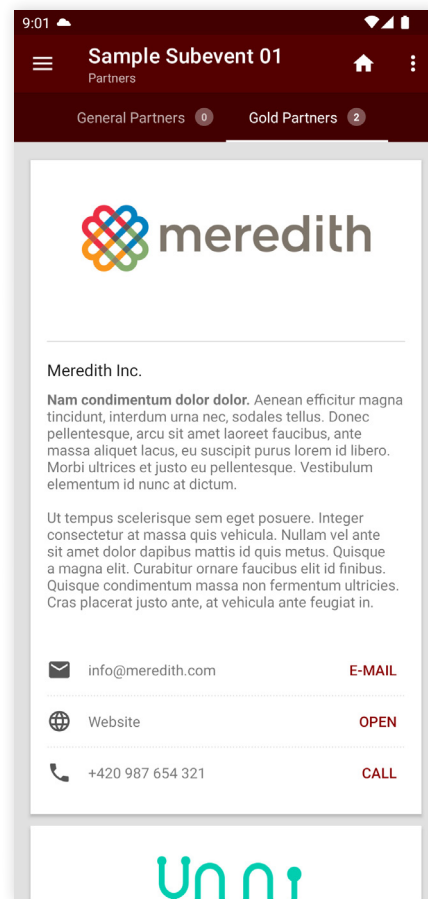 9:01
Sample Subevent 01
Partners
General Partners 0 Gold Partners 2
meredith
Meredith Inc.
Nam condimentum dolor dolor. Aenean efficitur magna
tincidunt, interdum urna nec, sodales tellus. Donec
pellentesque, arcu sit amet laoreet faucibus, ante
massa aliquet lacus, eu suscipit purus lorem id libero.
Morbi ultrices et justo eu pellentesque. Vestibulum
elementum id nunc at dictum.
Ut tempus scelerisque sem eget posuere. Integer
consectetur at massa quis vehicula. Nullam vel ante
sit amet dolor dapibus mattis id quis metus. Quisque
a magna elit. Curabitur ornare faucibus elit id finibus.
Quisque condimentum massa non fermentum ultricies.
Cras placerat justo ante, at vehicula ante feugiat in.
info@meredith.com E-MAIL
Website OPEN
+420 987 654 321 CALL